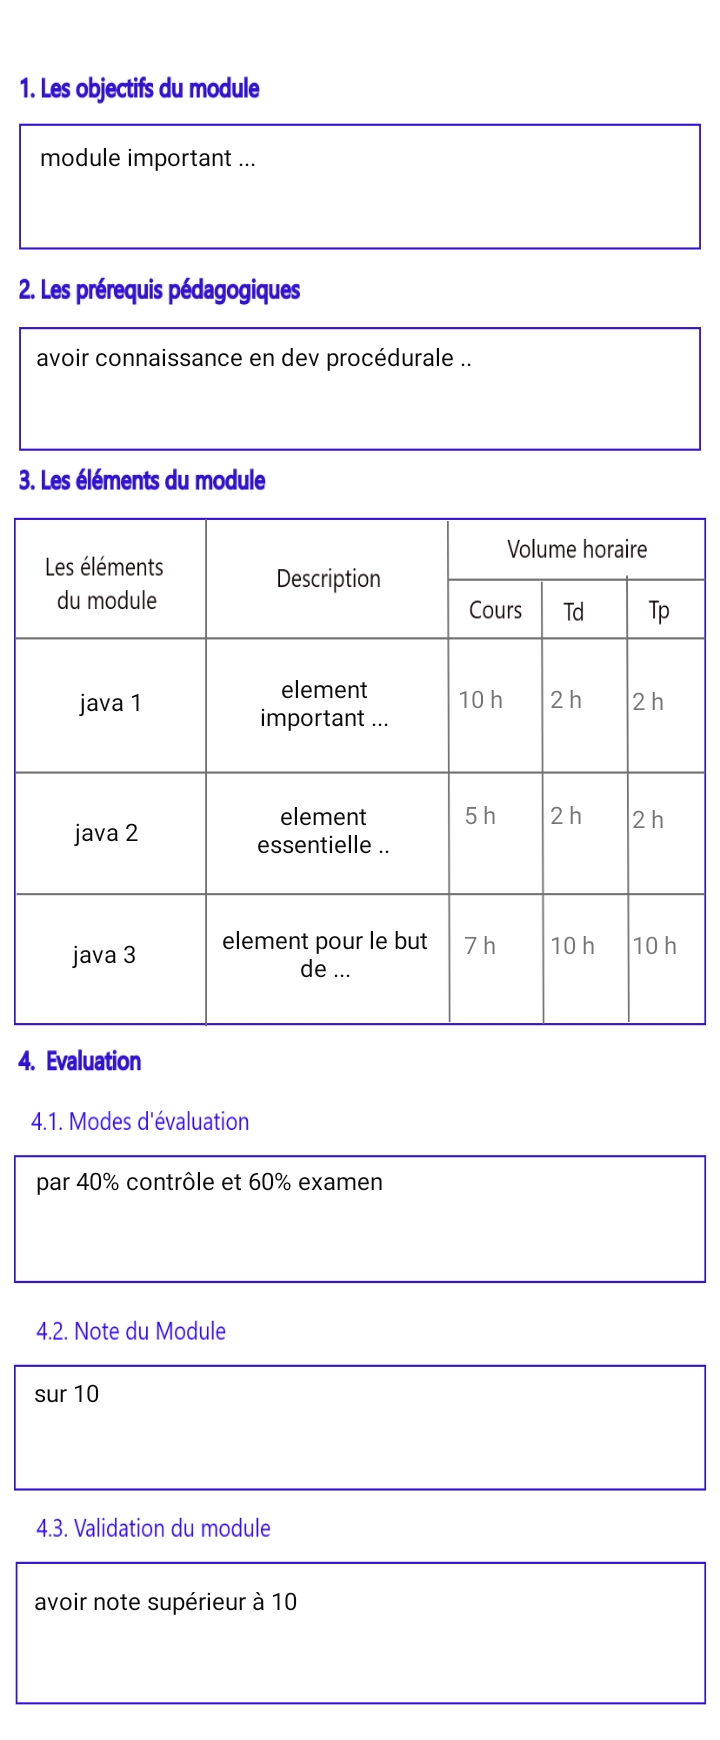 1. Les objectifs du module
module important ...
2. Les prérequis pédagogiques
avoir connaissance en dev procédurale ..
3. Les éléments du module
Les éléments
du module
Description
Volume horaire
Cours Td Tp
java 1
element
important ...
10 h 2 h 2 h
java 2
element
essentielle ..
5 h 2 h 2 h
java 3
element pour le but
de ...
7 h 10 h 10 h
4. Evaluation
4.1. Modes d'évaluation
par 40% contrôle et 60% examen
4.2. Note du Module
sur 10
4.3. Validation du module
avoir note supérieur à 10